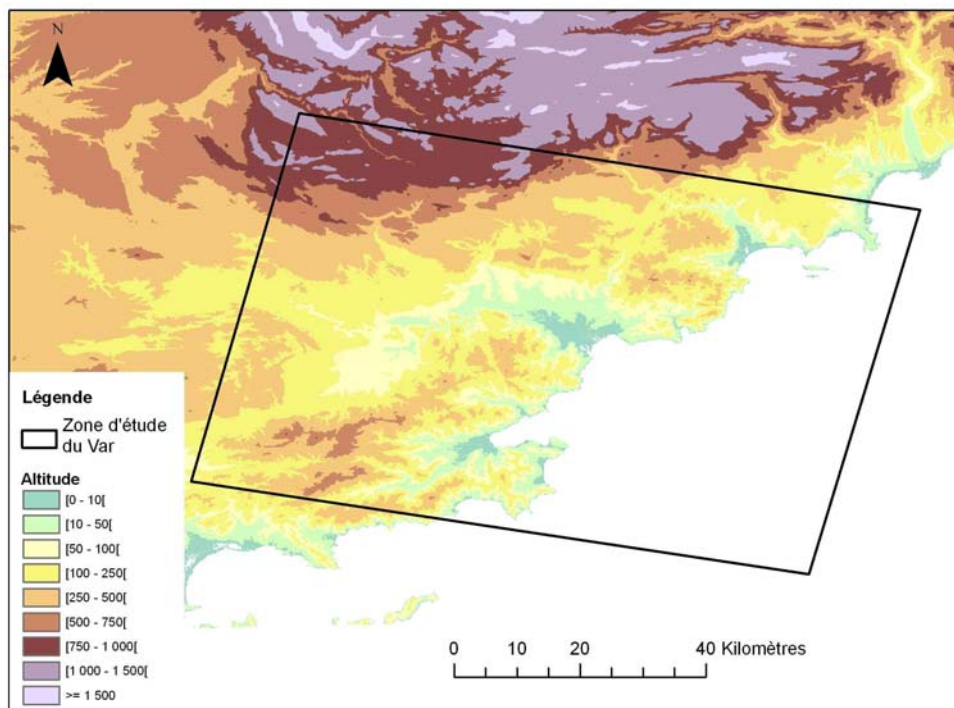 N
Légende
Zone d'étude
du Var
Altitude
[0 - 10[
[10 - 50[
[50 - 100[
[100 - 250[
[250 - 500[
[500 - 750[
[750 - 1 000[
[1 000 - 1 500[
>= 1 500
0 10 20 40 Kilomètres